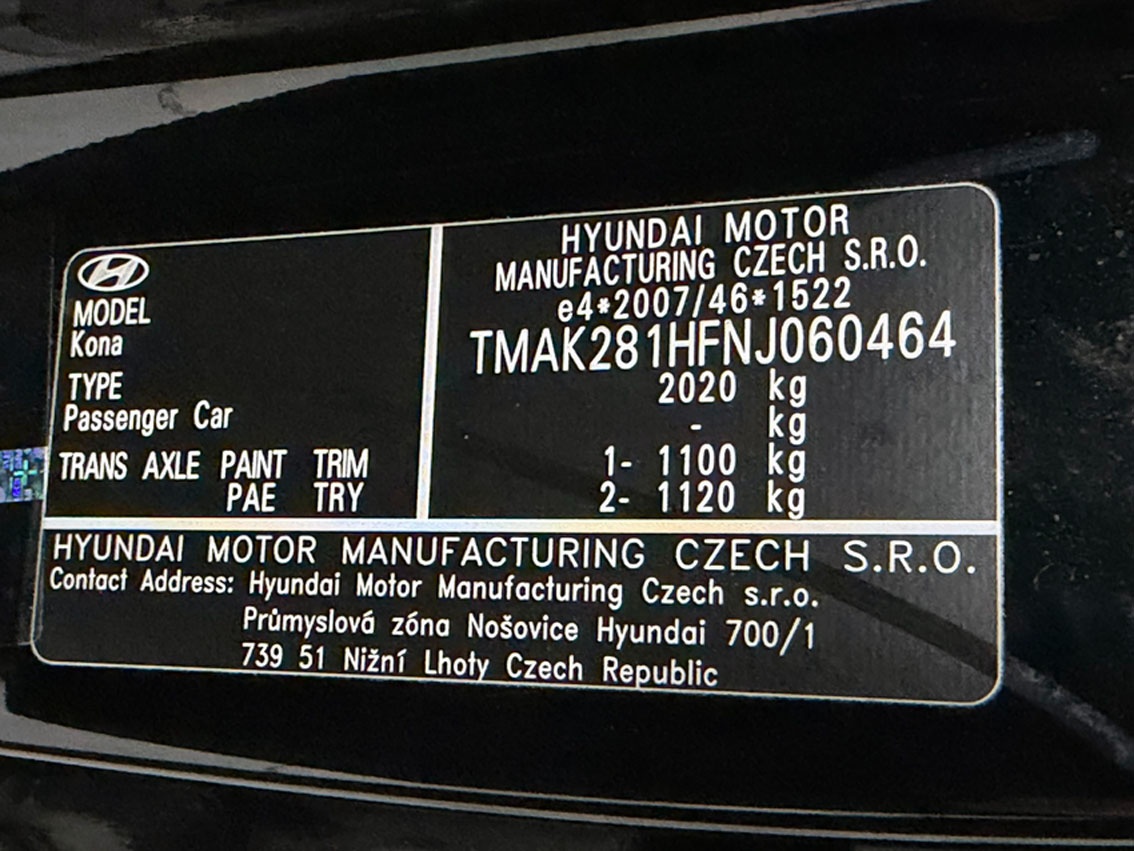 MODEL
Kona
TYPE
Passenger Car
TRANS AXLE PAINT TRIM
PAE TRY
HYUNDAI MOTOR
MANUFACTURING CZECH S.R.O.
e4*2007/46*1522
TMAK281HFNJ060464
2020 kg
- kg
1- 1100 kg
2- 1120 kg
HYUNDAI MOTOR MANUFACTURING CZECH S.R.O.
Contact Address: Hyundai Motor Manufacturing Czech s.r.o.
Průmyslová zóna Nošovice Hyundai 700/1
739 51 Nižní Lhoty Czech Republic